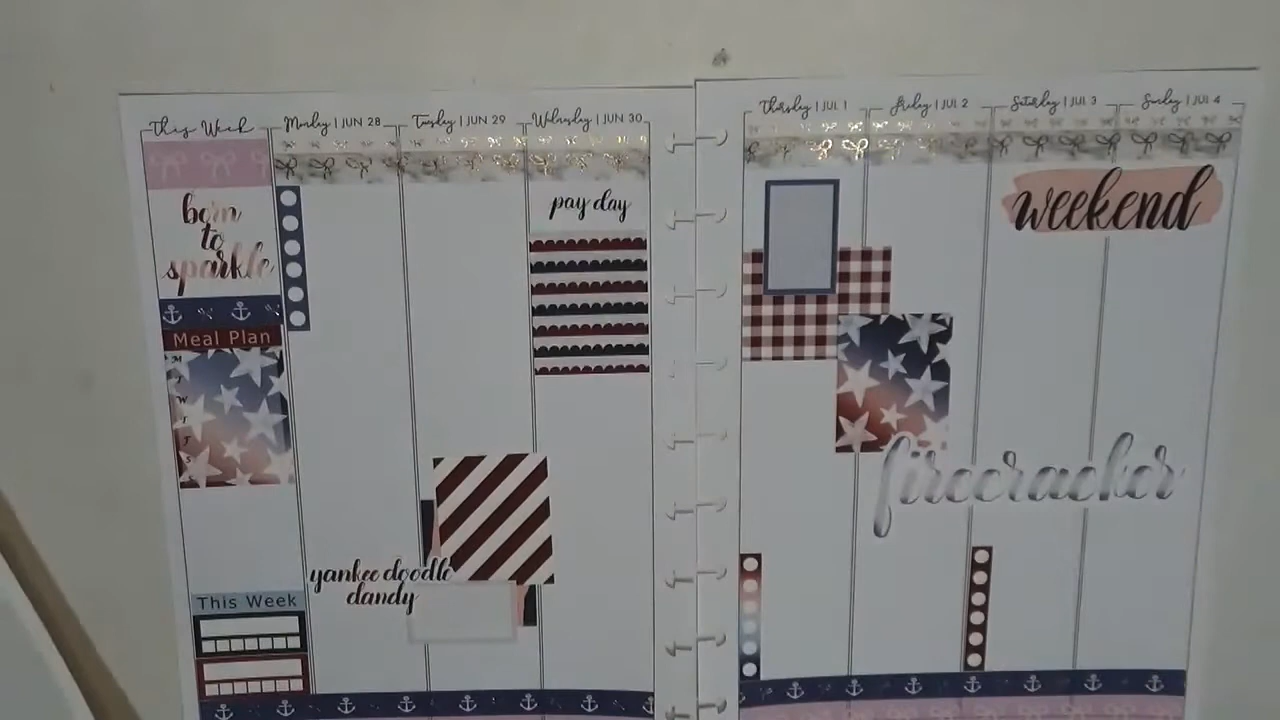 This Week
Monday | JUN 28
Tuesday | JUN 29
Wednesday | JUN 30
Thursday | JUL 1
Friday | JUL 2
Saturday | JUL 3
Sunday | JUL 4
born
to
sparkle
pay day
weekend
Meal Plan
M
T
W
T
F
S
firecracker
yankee doodle
dandy
This Week